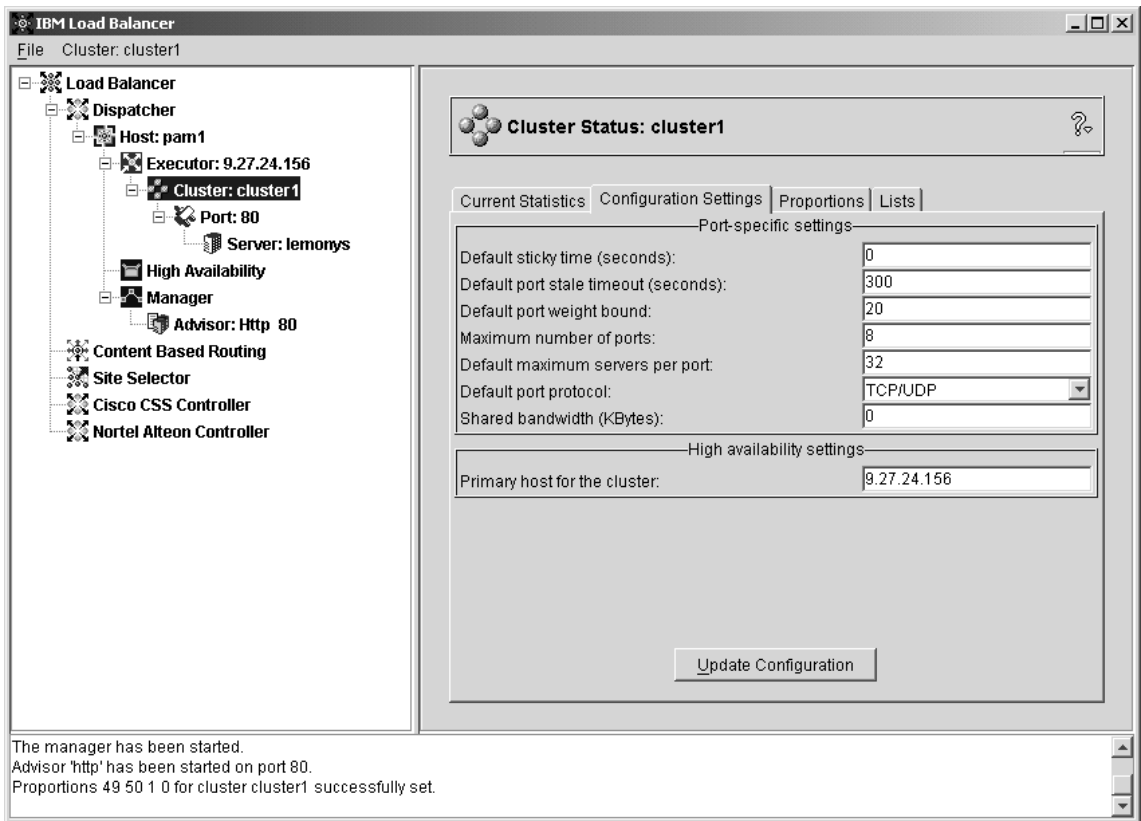 IBM Load Balancer
File Cluster: cluster1
Load Balancer
Dispatcher
Host: pam1
Executor: 9.27.24.156
Cluster: cluster1
Port: 80
Server: lemonys
High Availability
Manager
Advisor: Http 80
Content Based Routing
Site Selector
Cisco CSS Controller
Nortel Alteon Controller
Cluster Status: cluster1
?
Current Statistics Configuration Settings Proportions Lists
Port-specific settings
Default sticky time (seconds): 0
Default port stale timeout (seconds): 300
Default port weight bound: 20
Maximum number of ports: 8
Default maximum servers per port: 32
Default port protocol: TCP/UDP
Shared bandwidth (KBytes): 0
High availability settings
Primary host for the cluster: 9.27.24.156
Update Configuration
The manager has been started.
Advisor 'http' has been started on port 80.
Proportions 49 50 1 0 for cluster cluster1 successfully set.